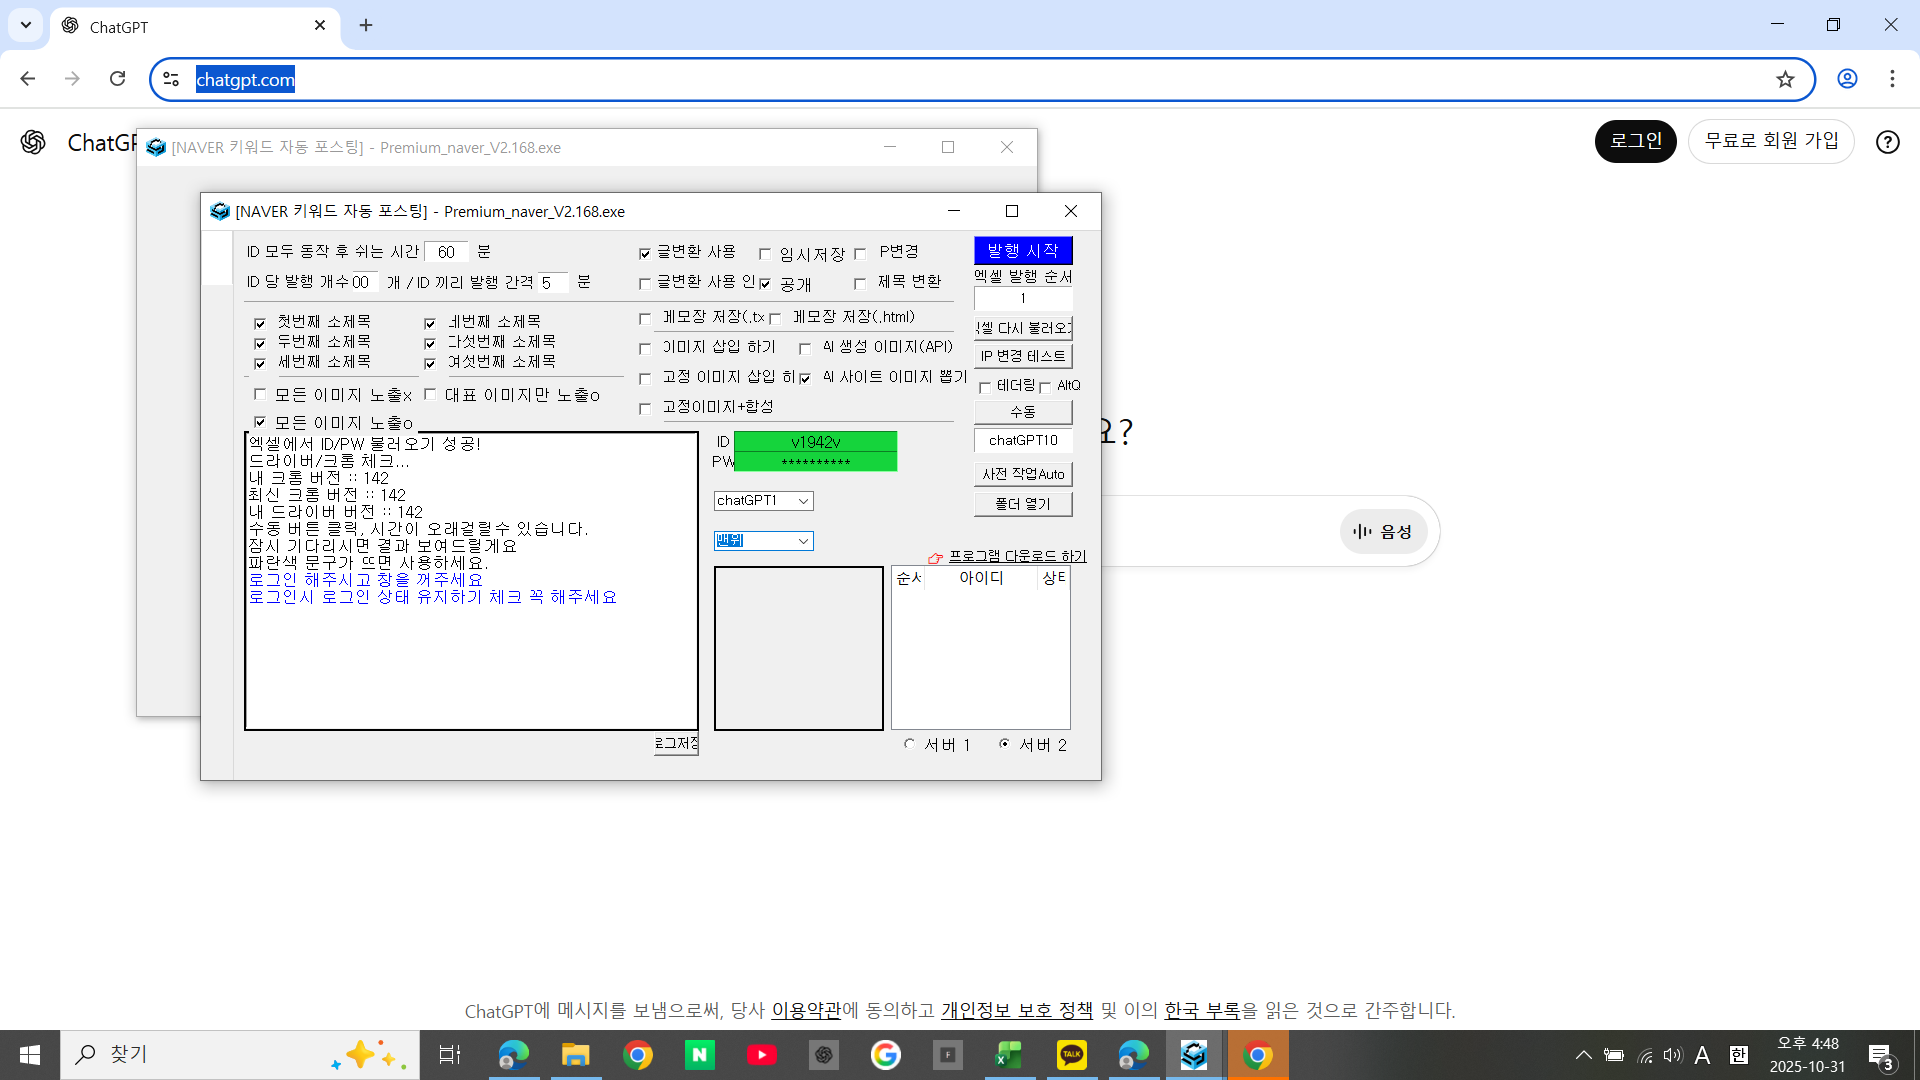 ChatGPT
chatgpt.com
로그인
무료로 회원 가입
[NAVER 키워드 자동 포스팅] - Premium_naver_V2.168.exe
[NAVER 키워드 자동 포스팅] - Premium_naver_V2.168.exe
ID 모두 동작 후 쉬는 시간 60 분
ID 당 발행 개수 00 개 / ID 끼리 발행 간격 5 분
글변환 사용
임시저장
글변환 사용 인
공개
제목 변환
발행 시작
엑셀 발행 순서
1
첫번째 소제목
네번째 소제목
두번째 소제목
다섯번째 소제목
세번째 소제목
여섯번째 소제목
모든 이미지 노출x
대표 이미지만 노출o
모든 이미지 노출o
메모장 저장(.tx
메모장 저장(.html)
이미지 삽입 하기
AI 생성 이미지(API)
고정 이미지 삽입 히
AI 사이트 이미지 뽑기
고정이미지+합성
셀 다시 불러오기
IP 변경 테스트
테더링
AltQ
수동
chatGPT10
사전 작업Auto
폴더 열기
요?
음성
엑셀에서 ID/PW 불러오기 성공!
드라이버/크롬 체크...
내 크롬 버전 :: 142
최신 크롬 버전 :: 142
내 드라이버 버전 :: 142
수동 버튼 클릭, 시간이 오래걸릴수 있습니다.
잠시 기다리시면 결과 보여드릴게요
파란색 문구가 뜨면 사용하세요.
로그인 해주시고 창을 꺼주세요
로그인시 로그인 상태 유지하기 체크 꼭 해주세요
ID v1942v
PW **********
chatGPT1
맨위
프로그램 다운로드 하기
아이디
서버 1
서버 2
ChatGPT에 메시지를 보냄으로써, 당사 이용약관에 동의하고 개인정보 보호 정책 및 이의 한국 부록을 읽은 것으로 간주합니다.
찾기
TALK
A
한
오후 4:48
2025-10-31
3